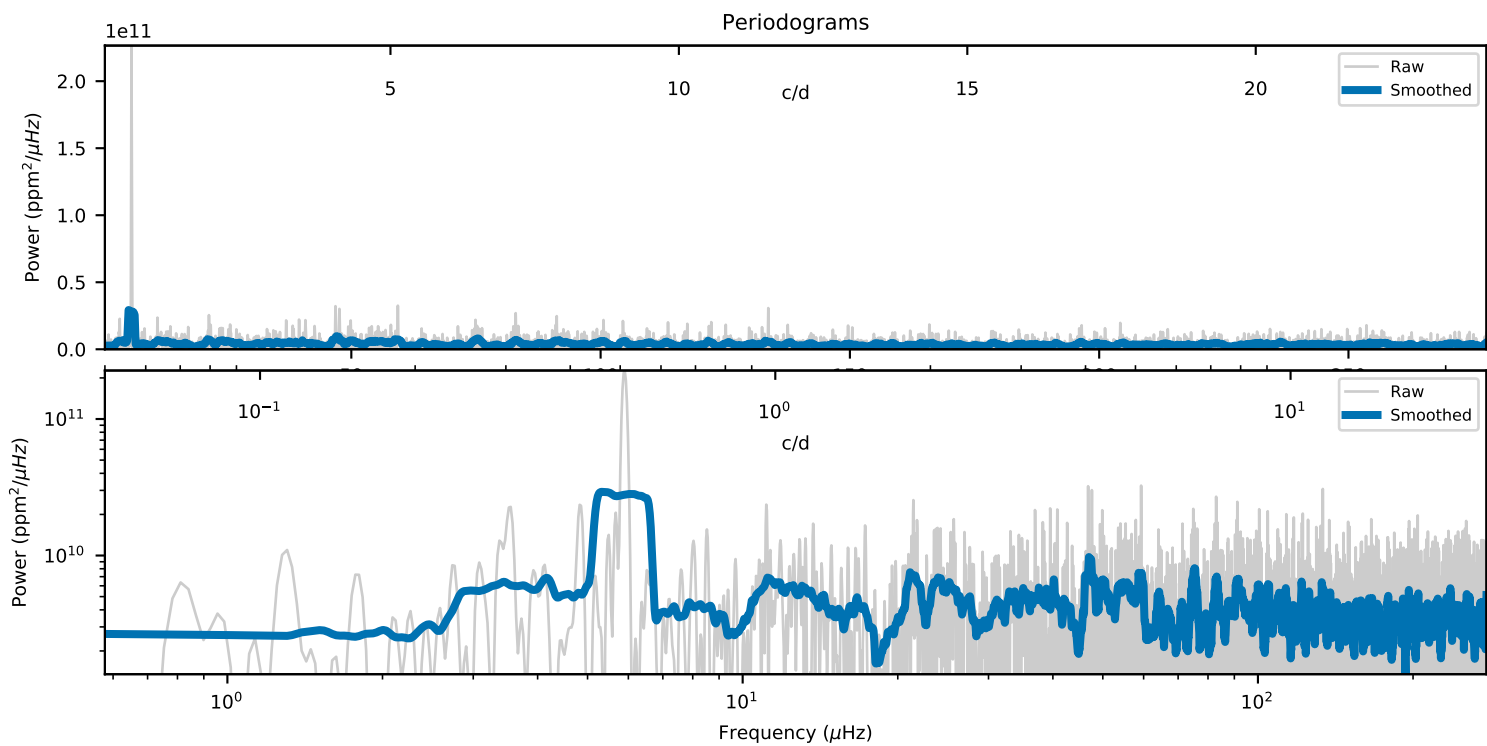 Periodograms
1e11
5 10 15 20
c/d
Raw
Smoothed
2.0
1.5
1.0
0.5
0.0
Power (ppm²/μHz)
10⁻¹ 10⁰ 10¹
c/d
Raw
Smoothed
10¹¹
10¹⁰
Power (ppm²/μHz)
10⁰ 10¹ 10²
Frequency (μHz)